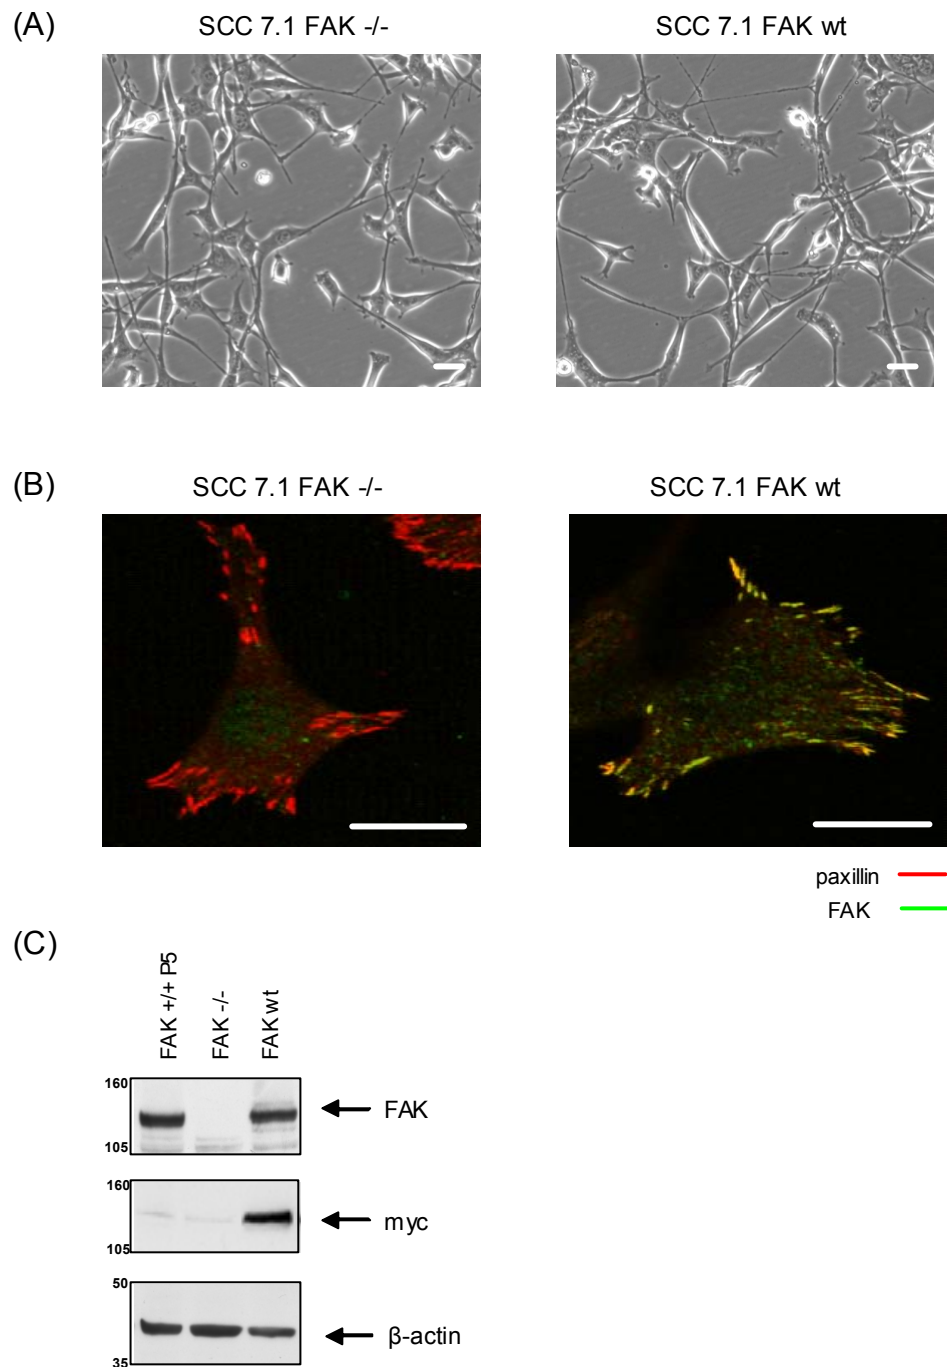 (A)
SCC 7.1 FAK -/-
SCC 7.1 FAK wt
(B)
SCC 7.1 FAK -/-
SCC 7.1 FAK wt
paxillin
FAK
(C)
FAK +/+ P5
FAK -/-
FAK wt
160
FAK
105
160
myc
105
50
β-actin
35